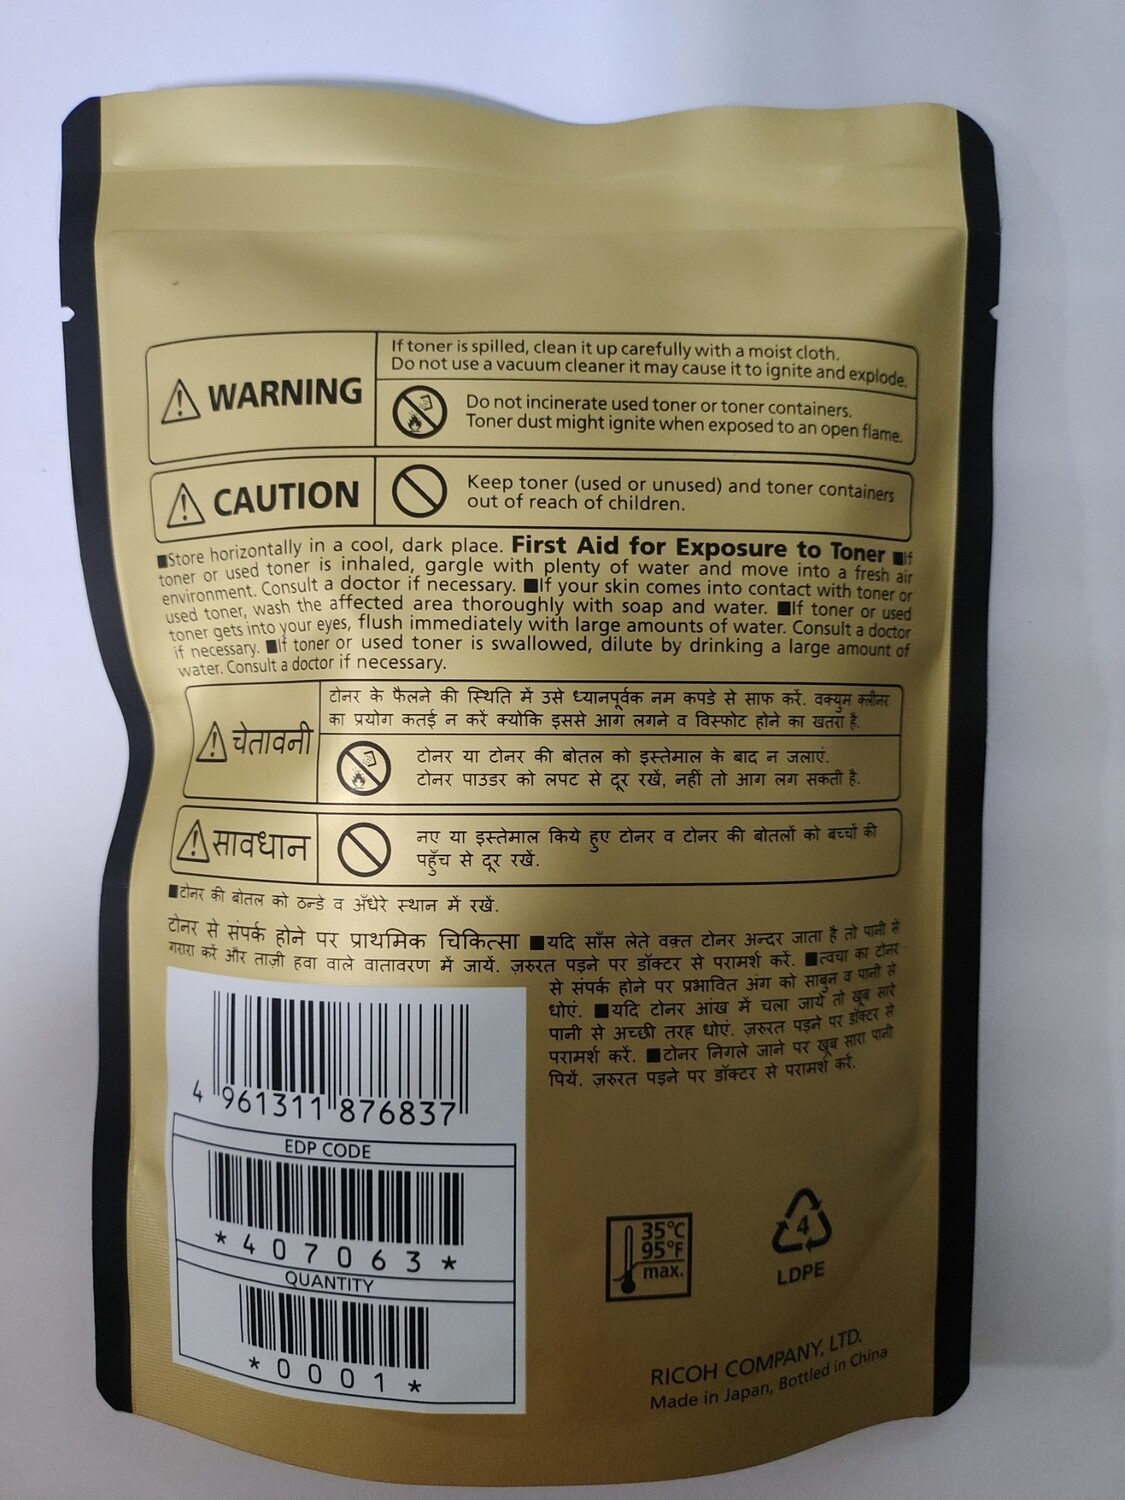 WARNING
If toner is spilled, clean it up carefully with a moist cloth.
Do not use a vacuum cleaner it may cause it to ignite and explode.
Do not incinerate used toner or toner containers.
Toner dust might ignite when exposed to an open flame.
CAUTION
Keep toner (used or unused) and toner containers
out of reach of children.
■Store horizontally in a cool, dark place. First Aid for Exposure to Toner ■If
toner or used toner is inhaled, gargle with plenty of water and move into a fresh air
environment. Consult a doctor if necessary. ■If your skin comes into contact with toner or
used toner, wash the affected area thoroughly with soap and water. ■If toner or used
toner gets into your eyes, flush immediately with large amounts of water. Consult a doctor
if necessary. ■If toner or used toner is swallowed, dilute by drinking a large amount of
water. Consult a doctor if necessary.
चेतावनी
टोनर के फैलने की स्थिति में उसे ध्यानपूर्वक नम कपडे से साफ करें. वक्युम क्लीनर
का प्रयोग कतई न करें क्योकि इससे आग लगने व विस्फोट होने का खतरा है.
टोनर या टोनर की बोतल को इस्तेमाल के बाद न जलाएं.
टोनर पाउडर को लपट से दूर रखें, नहीं तो आग लग सकती है.
सावधान
नए या इस्तेमाल किये हुए टोनर व टोनर की बोतलों को बच्चों की
पहुँच से दूर रखें.
■टोनर की बोतल को ठन्डे व अँधेरे स्थान में रखें.
टोनर से संपर्क होने पर प्राथमिक चिकित्सा ■यदि साँस लेते वक़्त टोनर अन्दर जाता है तो पानी से
गरारा करें और ताज़ी हवा वाले वातावरण में जायें. ज़रुरत पड़ने पर डॉक्टर से परामर्श करें. ■त्वचा का टोनर
से संपर्क होने पर प्रभावित अंग को साबुन व पानी से
धोएं. ■यदि टोनर आंख में चला जाये तो खूब सारे
पानी से अच्छी तरह धोएं. ज़रुरत पड़ने पर डॉक्टर से
परामर्श करें. ■टोनर निगले जाने पर खूब सारा पानी
पियें. ज़रुरत पड़ने पर डॉक्टर से परामर्श करें.
4 961311 876837
EDP CODE
*407063*
QUANTITY
*0001*
35°C
95°F
max.
4
LDPE
RICOH COMPANY, LTD.
Made in Japan, Bottled in China